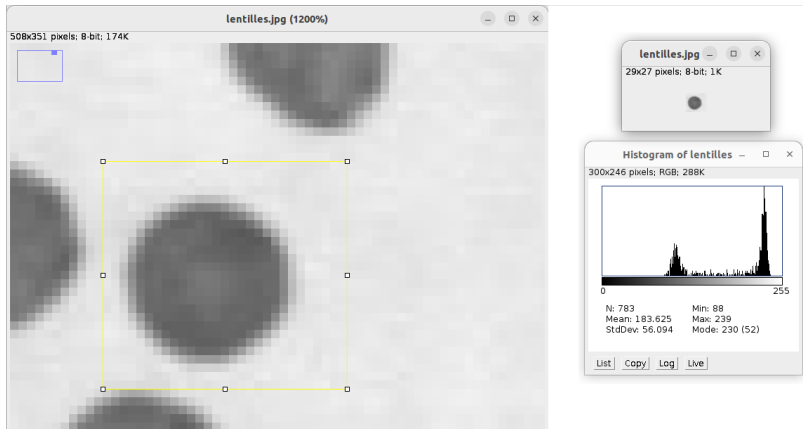 lentilles.jpg (1200%)
508x351 pixels; 8-bit; 174K
lentilles.jpg
29x27 pixels; 8-bit; 1K
Histogram of lentilles
300x246 pixels; RGB; 288K
0 255
N: 783 Min: 88
Mean: 183.625 Max: 239
StdDev: 56.094 Mode: 230 (52)
List Copy Log Live